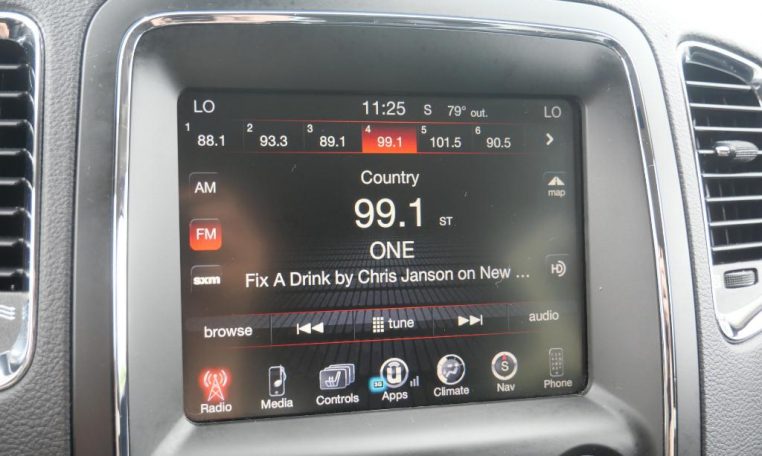 LO 11:25 S 79° out. LO
1 88.1 2 93.3 3 89.1 4 99.1 5 101.5 6 90.5
AM
Country
map
FM
99.1 ST
ONE
sxm
Fix A Drink by Chris Janson on New ...
HD
browse tune audio
Radio Media Controls 3G U Apps Climate S Nav Phone